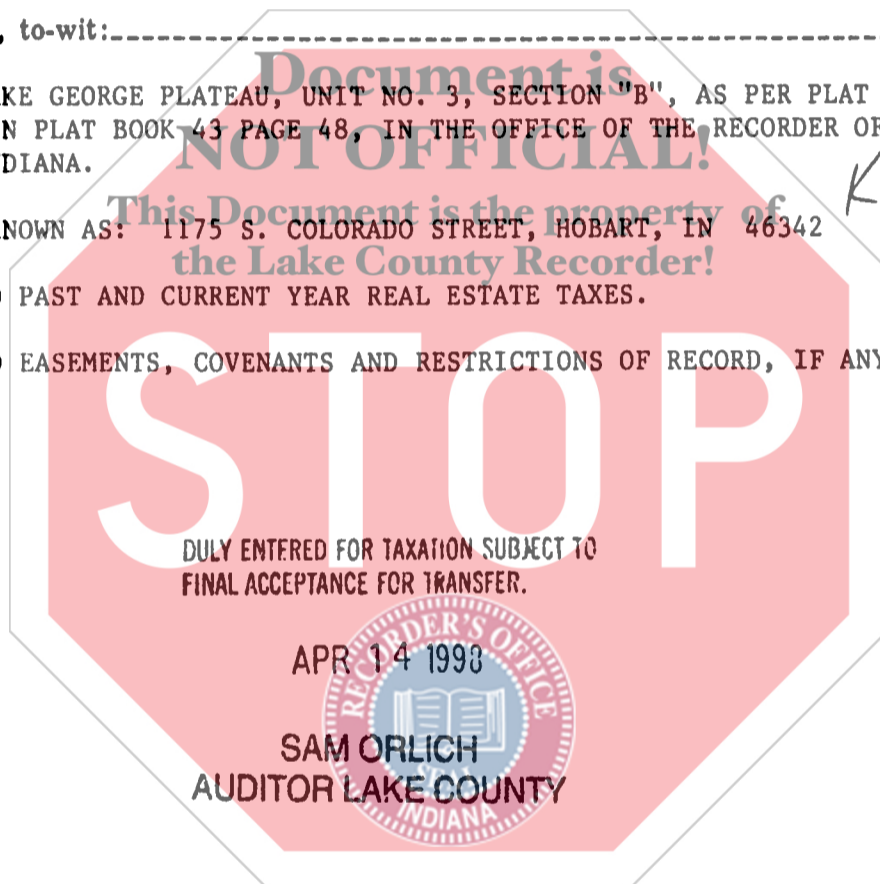 , to-wit:
Document is
KE GEORGE PLATEAU, UNIT NO. 3, SECTION "B", AS PER PLAT
N PLAT BOOK 43 PAGE 48, IN THE OFFICE OF THE RECORDER OF
NOT OFFICIAL!
DIANA.
K
This Document is the property of
NOWN AS: 1175 S. COLORADO STREET, HOBART, IN 46342
the Lake County Recorder!
PAST AND CURRENT YEAR REAL ESTATE TAXES.
EASEMENTS, COVENANTS AND RESTRICTIONS OF RECORD, IF ANY
STOP
DULY ENTERED FOR TAXATION SUBJECT TO
FINAL ACCEPTANCE FOR TRANSFER.
RECORDER'S OFFICE
APR 14 1998
SAM ORLICH
SEAL
AUDITOR LAKE COUNTY
INDIANA